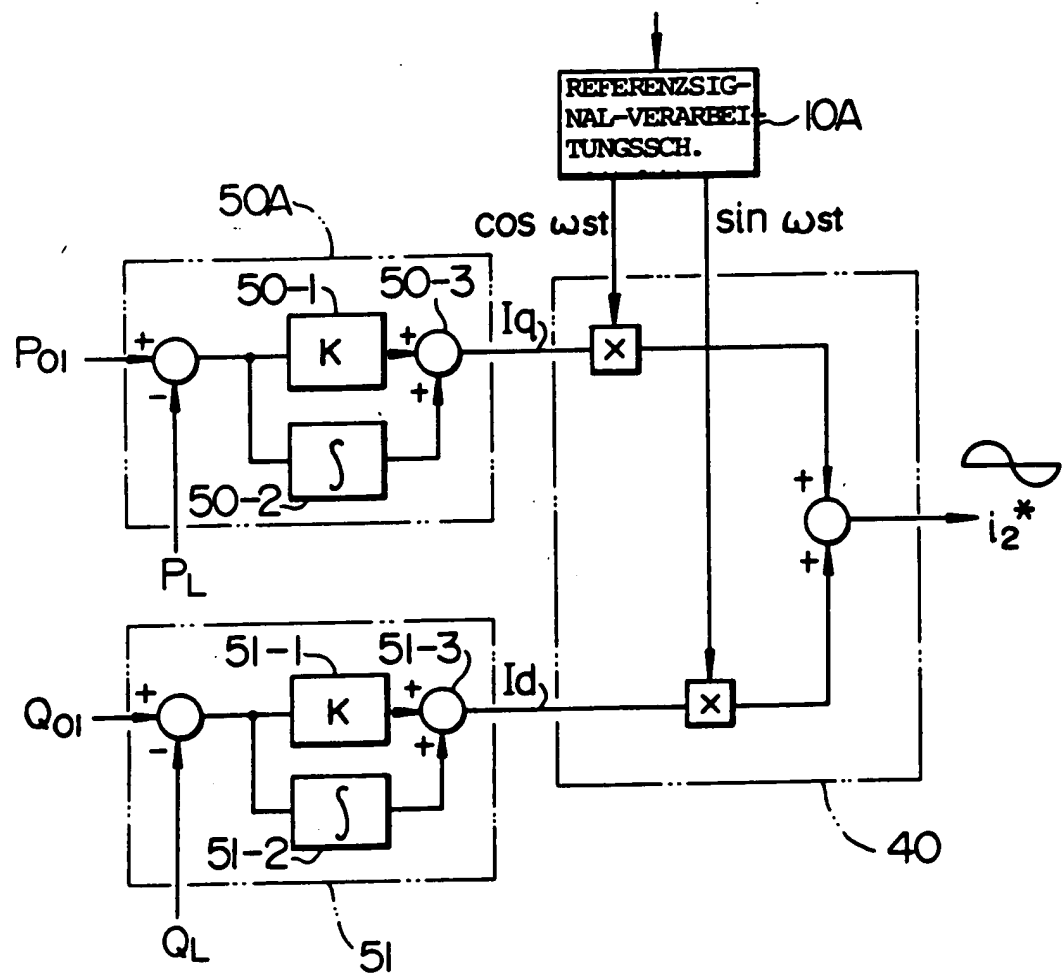 REFERENZSIG-
NAL-VERARBEI-
TUNGSSCH.
10A
50A
cos ωst
sin ωst
50-1
50-3
Iq
+
K
+
×
P01
-
+
∫
50-2
+
i2*
PL
+
51-1
51-3
Id
+
K
+
×
Q01
-
+
∫
51-2
40
QL
51